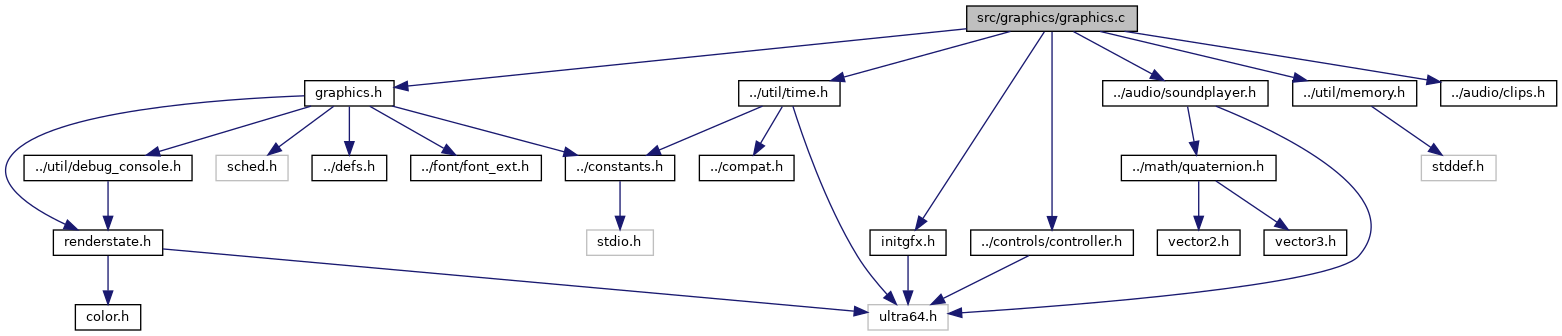 src/graphics/graphics.c
graphics.h
../util/time.h
../audio/soundplayer.h
../util/memory.h
../audio/clips.h
../util/debug_console.h
sched.h
../defs.h
../font/font_ext.h
../constants.h
../compat.h
../math/quaternion.h
stddef.h
renderstate.h
stdio.h
initgfx.h
../controls/controller.h
vector2.h
vector3.h
color.h
ultra64.h